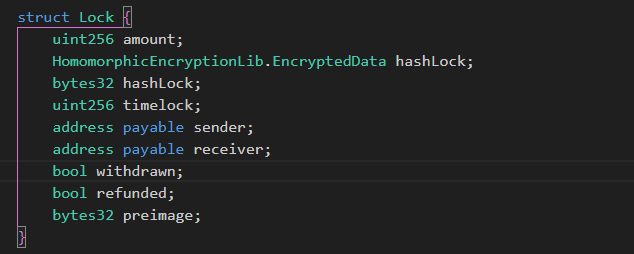 struct Lock {
uint256 amount;
HomomorphicEncryptionLib.EncryptedData hashLock;
bytes32 hashLock;
uint256 timelock;
address payable sender;
address payable receiver;
bool withdrawn;
bool refunded;
bytes32 preimage;
}